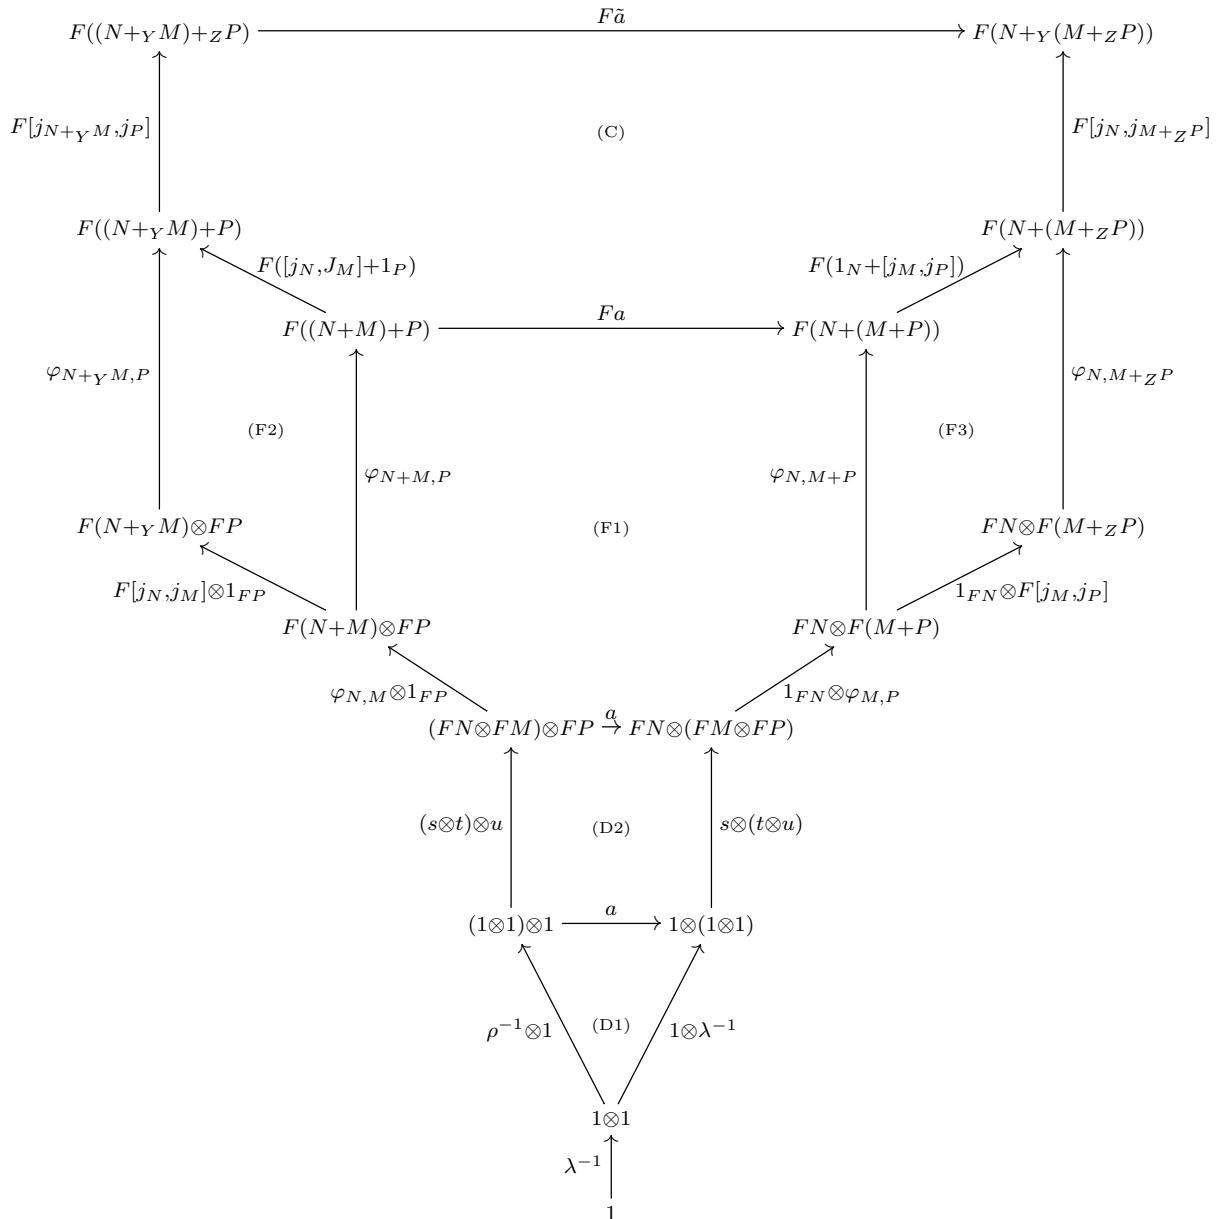 Fã
F((N+_Y M)+_Z P) F(N+_Y (M+_Z P))
F[j_{N+_Y M},j_P] (C) F[j_N,j_{M+_Z P}]
F((N+_Y M)+P) F(N+(M+_Z P))
F([j_N,J_M]+1_P) F(1_N+[j_M,j_P])
Fa
F((N+M)+P) F(N+(M+P))
φ_{N+_Y M,P} φ_{N,M+_Z P}
(F2) (F3)
φ_{N+M,P} φ_{N,M+P}
F(N+_Y M)⊗FP (F1) FN⊗F(M+_Z P)
F[j_N,j_M]⊗1_{FP} 1_{FN}⊗F[j_M,j_P]
F(N+M)⊗FP FN⊗F(M+P)
φ_{N,M}⊗1_{FP} 1_{FN}⊗φ_{M,P}
a
(FN⊗FM)⊗FP FN⊗(FM⊗FP)
(s⊗t)⊗u (D2) s⊗(t⊗u)
a
(1⊗1)⊗1 1⊗(1⊗1)
ρ^{−1}⊗1 (D1) 1⊗λ^{−1}
1⊗1
λ^{−1}
1